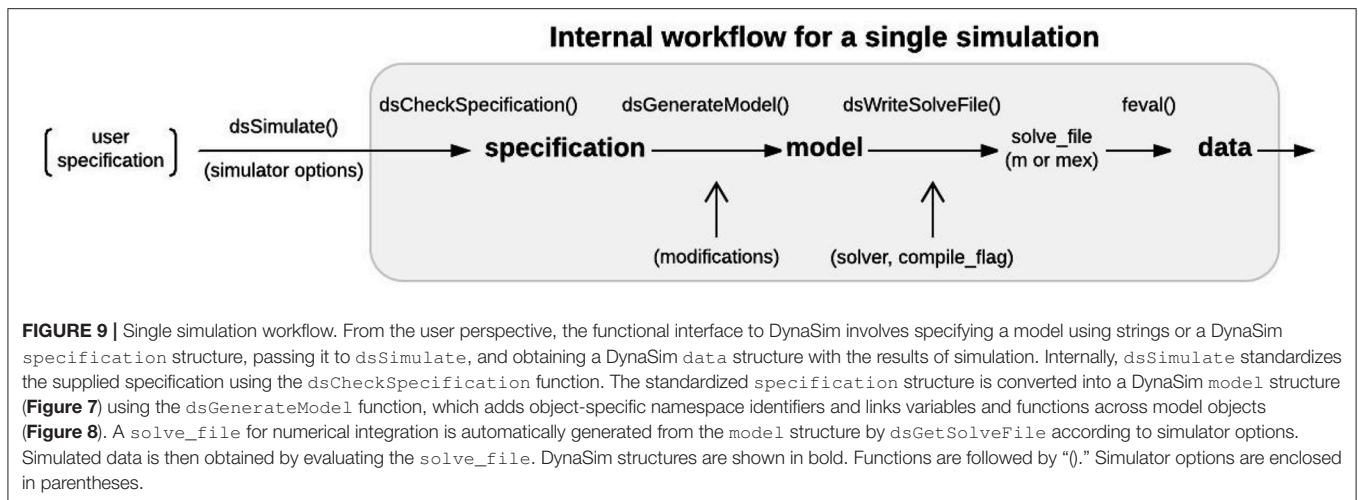 Internal workflow for a single simulation
dsCheckSpecification() dsGenerateModel() dsWriteSolveFile() feval()
user
specification
dsSimulate()
(simulator options)
specification model solve_file
(m or mex) data
(modifications) (solver, compile_flag)
FIGURE 9 | Single simulation workflow. From the user perspective, the functional interface to DynaSim involves specifying a model using strings or a DynaSim
specification structure, passing it to dsSimulate, and obtaining a DynaSim data structure with the results of simulation. Internally, dsSimulate standardizes
the supplied specification using the dsCheckSpecification function. The standardized specification structure is converted into a DynaSim model structure
(Figure 7) using the dsGenerateModel function, which adds object-specific namespace identifiers and links variables and functions across model objects
(Figure 8). A solve_file for numerical integration is automatically generated from the model structure by dsGetSolveFile according to simulator options.
Simulated data is then obtained by evaluating the solve_file. DynaSim structures are shown in bold. Functions are followed by “().” Simulator options are enclosed
in parentheses.